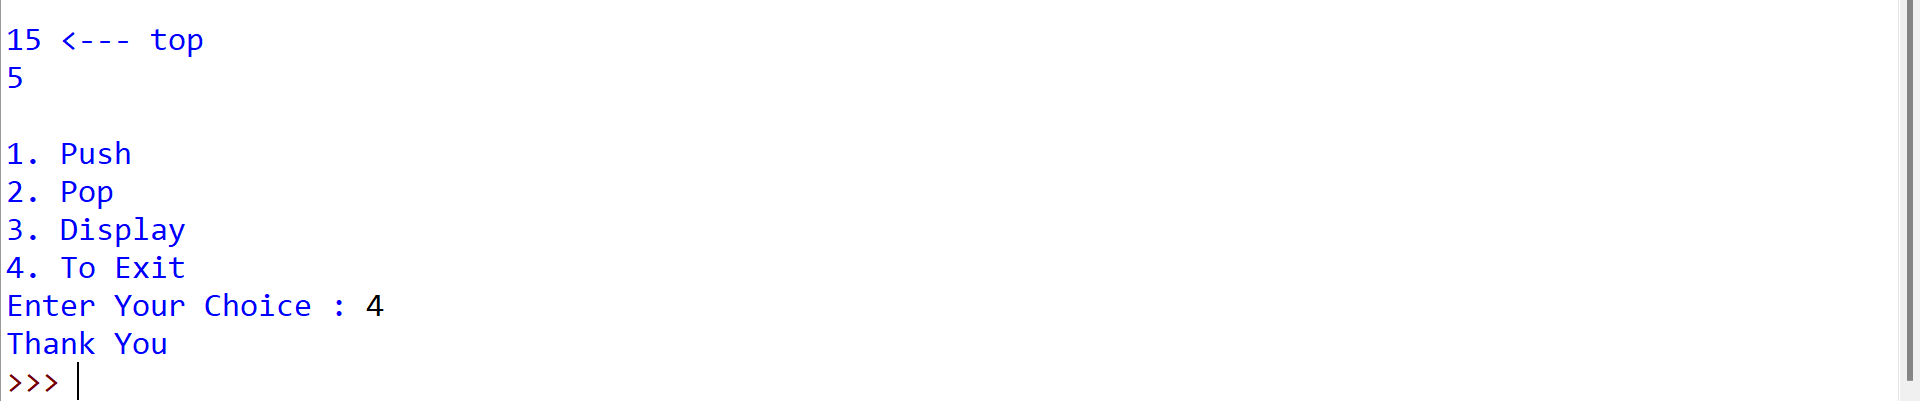 15 <--- top
5
1. Push
2. Pop
3. Display
4. To Exit
Enter Your Choice : 4
Thank You
>>>